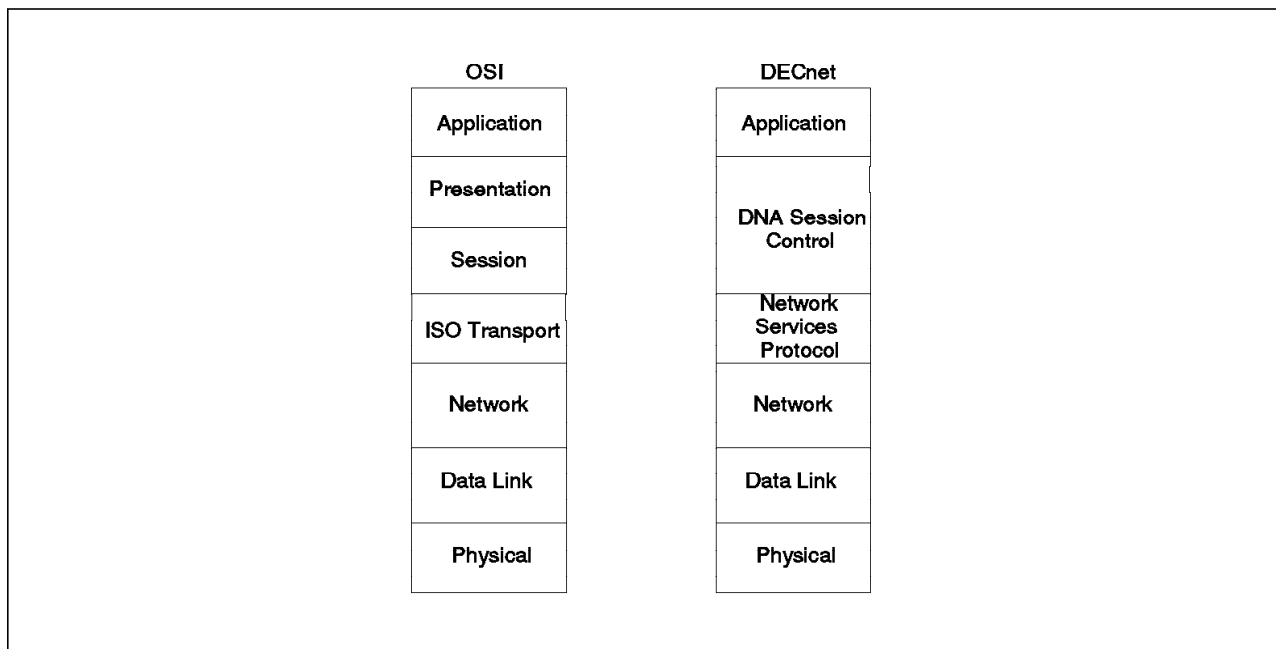 OSI
Application
Presentation
Session
ISO Transport
Network
Data Link
Physical
DECnet
Application
DNA Session
Control
Network
Services
Protocol
Network
Data Link
Physical